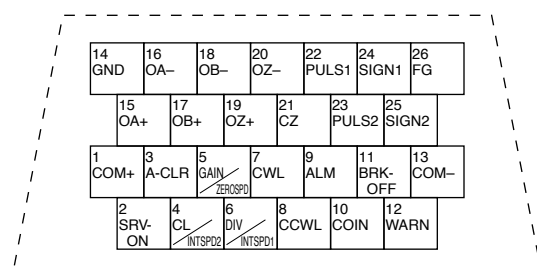 14 16 18 20 22 24 26
GND OA– OB– OZ– PULS1 SIGN1 FG
15 17 19 21 23 25
OA+ OB+ OZ+ CZ PULS2 SIGN2
1 3 5 7 9 11 13
COM+ A-CLR GAIN CWL ALM BRK- COM–
ZEROSPD OFF
2 4 6 8 10 12
SRV- CL DIV CCWL COIN WARN
ON INTSPD2 INTSPD1